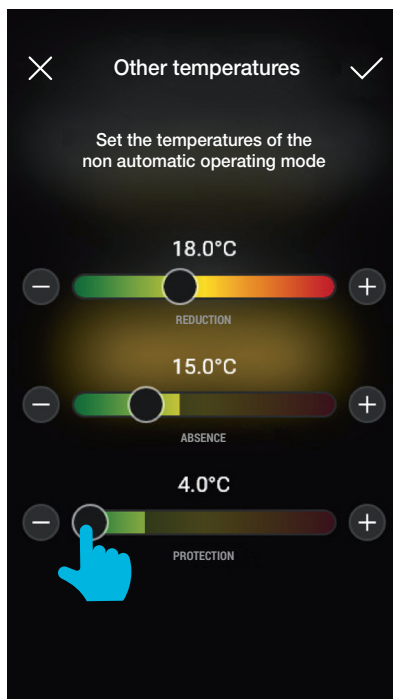 Other temperatures
Set the temperatures of the
non automatic operating mode
18.0°C
REDUCTION
15.0°C
ABSENCE
4.0°C
PROTECTION